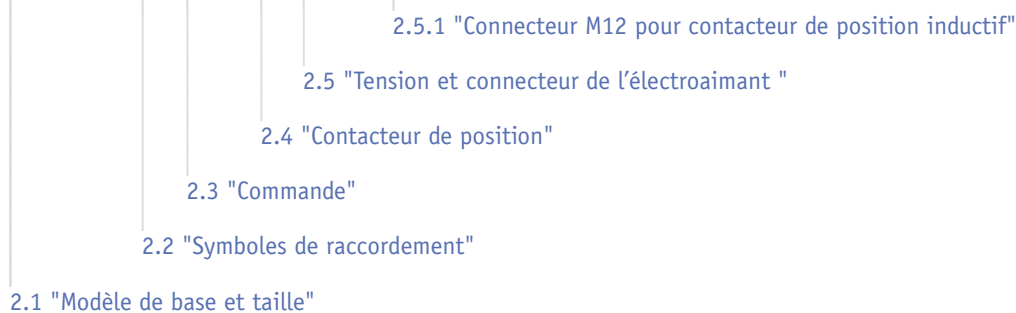 2.5.1 "Connecteur M12 pour contacteur de position inductif"
2.5 "Tension et connecteur de l’électroaimant "
2.4 "Contacteur de position"
2.3 "Commande"
2.2 "Symboles de raccordement"
2.1 "Modèle de base et taille"